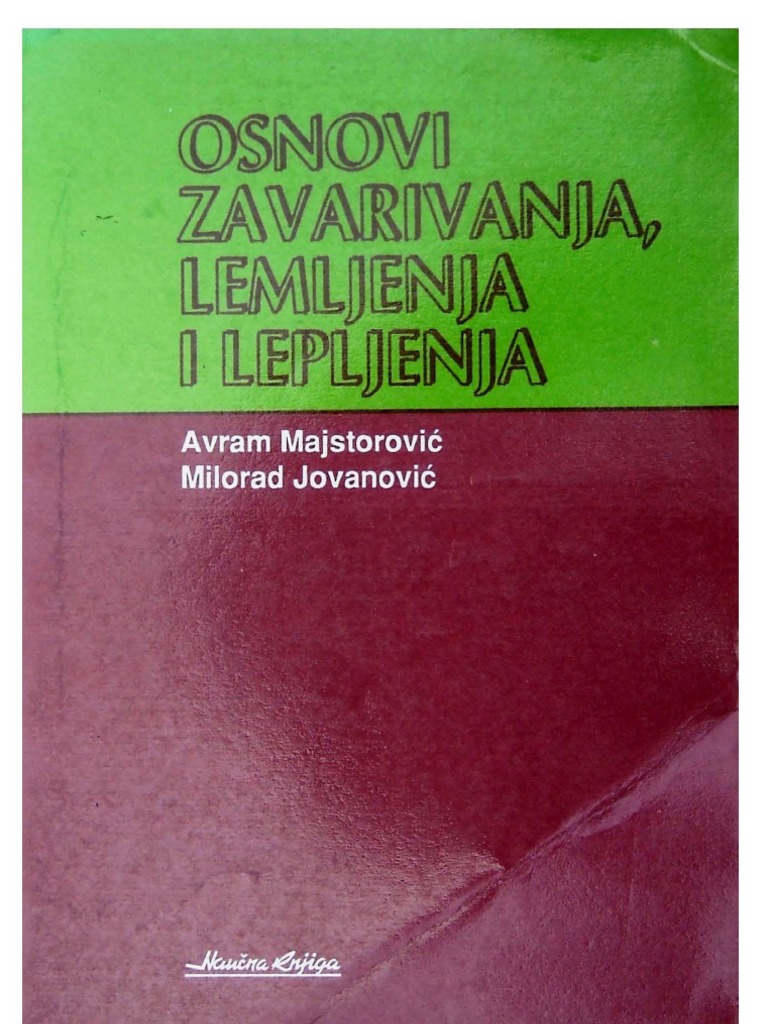 OSNOVI
ZAVARIVANJA,
LEMLJENJA
I LEPLJENJA
Avram Majstorović
Milorad Jovanović
Naučna Knjiga